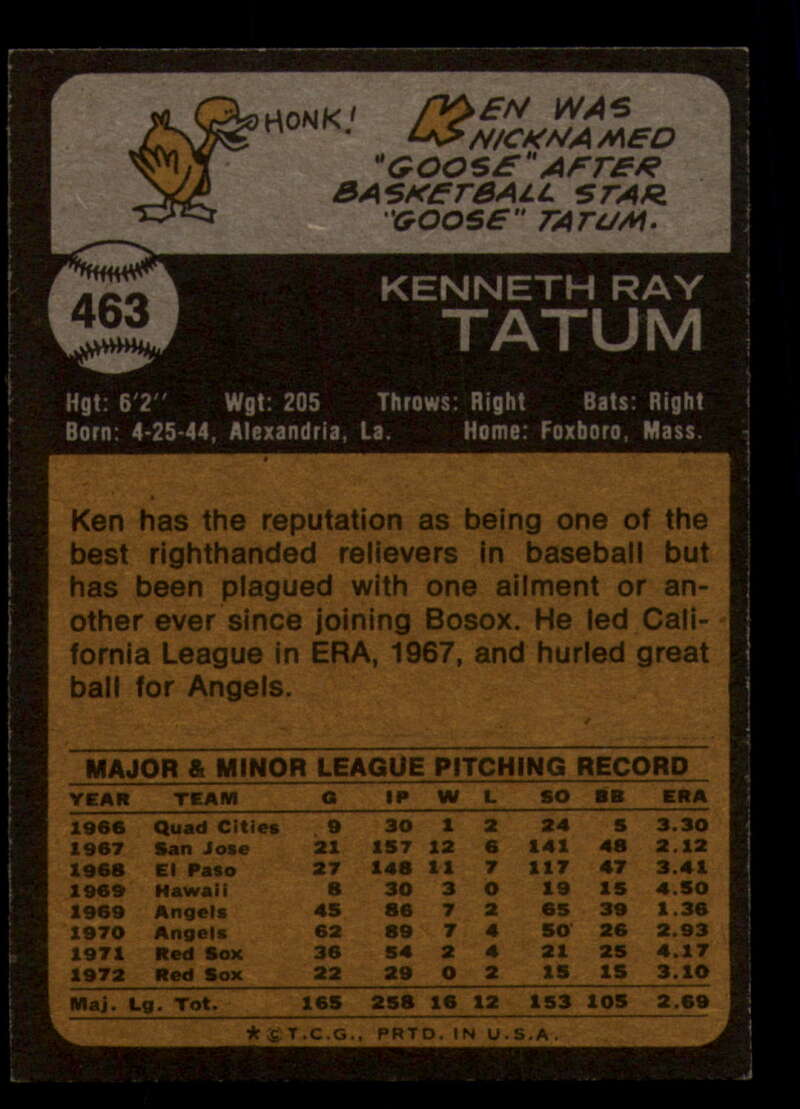 HONK!
KEN WAS
NICKNAMED
"GOOSE" AFTER
BASKETBALL STAR
"GOOSE" TATUM.
463
KENNETH RAY
TATUM
Hgt: 6'2" Wgt: 205 Throws: Right Bats: Right
Born: 4-25-44, Alexandria, La. Home: Foxboro, Mass.
Ken has the reputation as being one of the
best righthanded relievers in baseball but
has been plagued with one ailment or an-
other ever since joining Bosox. He led Cali-
fornia League in ERA, 1967, and hurled great
ball for Angels.
MAJOR & MINOR LEAGUE PITCHING RECORD
YEAR TEAM G IP W L SO BB ERA
1966 Quad Cities 9 30 1 2 24 5 3.30
1967 San Jose 21 157 12 6 141 48 2.12
1968 El Paso 27 148 11 7 117 47 3.41
1969 Hawaii 8 30 3 0 19 15 4.50
1969 Angels 45 86 7 2 65 39 1.36
1970 Angels 62 89 7 4 50 26 2.93
1971 Red Sox 36 54 2 4 21 25 4.17
1972 Red Sox 22 29 0 2 15 15 3.10
Maj. Lg. Tot. 165 258 16 12 153 105 2.69
*© T.C.G., PRTD. IN U.S.A.